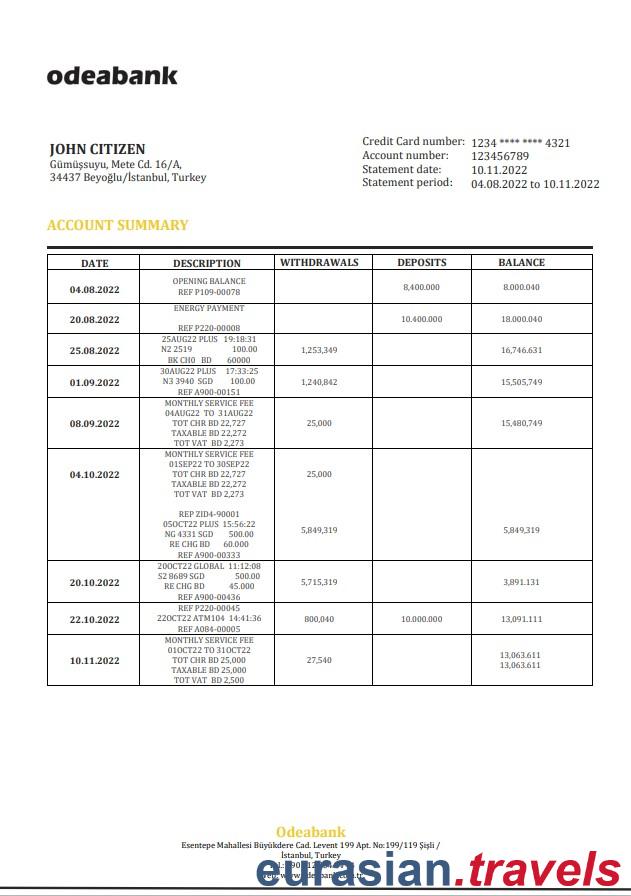 odeabank
JOHN CITIZEN
Gümüşsuyu, Mete Cd. 16/A,
34437 Beyoğlu/İstanbul, Turkey
Credit Card number: 1234 **** **** 4321
Account number: 123456789
Statement date: 10.11.2022
Statement period: 04.08.2022 to 10.11.2022
ACCOUNT SUMMARY
DATE DESCRIPTION WITHDRAWALS DEPOSITS BALANCE
04.08.2022 OPENING BALANCE 8,400.000 8.000.040
REF P109-00078
20.08.2022 ENERGY PAYMENT 10.400.000 18.000.040
REF P220-00008
25.08.2022 25AUG22 PLUS 19:18:31 1,253,349 16,746.631
N2 2519 100.00
BK CH0 BD 60000
01.09.2022 30AUG22 PLUS 17:33:25 1,240,842 15,505,749
N3 3940 SGD 100.00
REF A900-00151
08.09.2022 MONTHLY SERVICE FEE 25,000 15,480,749
04AUG22 TO 31AUG22
TOT CHR BD 22,727
TAXABLE BD 22,272
TOT VAT BD 2,273
04.10.2022 MONTHLY SERVICE FEE 25,000
01SEP22 TO 30SEP22
TOT CHR BD 22,727
TAXABLE BD 22,272
TOT VAT BD 2,273
REP ZID4-90001
05OCT22 PLUS 15:56:22 5,849,319 5,849,319
NG 4331 SGD 500.00
RE CHG BD 60.000
REF A900-00333
20.10.2022 20OCT22 GLOBAL 11:12:08 5,715,319 3,891.131
S2 8689 SGD 500.00
RE CHG BD 45.000
REF A900-00436
22.10.2022 REF P220-00045 800,040 10.000.000 13,091.111
22OCT22 ATM104 14:41:36
REF A084-00005
10.11.2022 MONTHLY SERVICE FEE 27,540 13,063.611
01OCT22 TO 31OCT22 13,063.611
TOT CHR BD 25,000
TAXABLE BD 25,000
TOT VAT BD 2,500
Odeabank
Esentepe Mahallesi Büyükdere Cad. Levent 199 Apt. No:199/119 Şişli /
İstanbul, Turkey
eurasian.travels